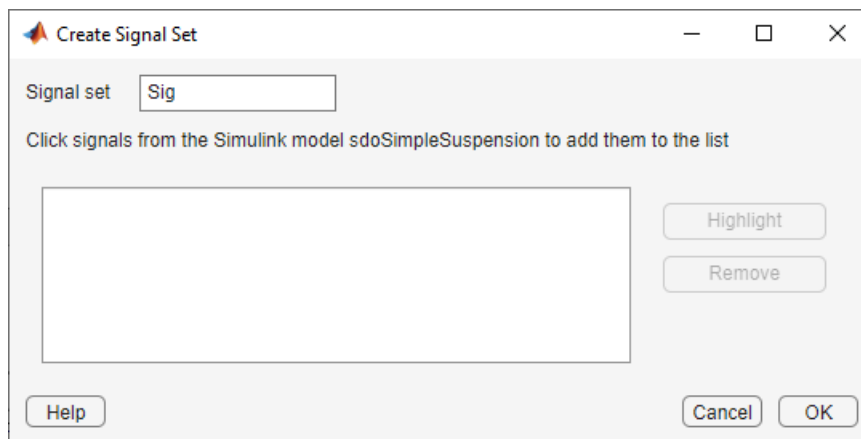 Create Signal Set
Signal set Sig
Click signals from the Simulink model sdoSimpleSuspension to add them to the list
Highlight
Remove
Help Cancel OK